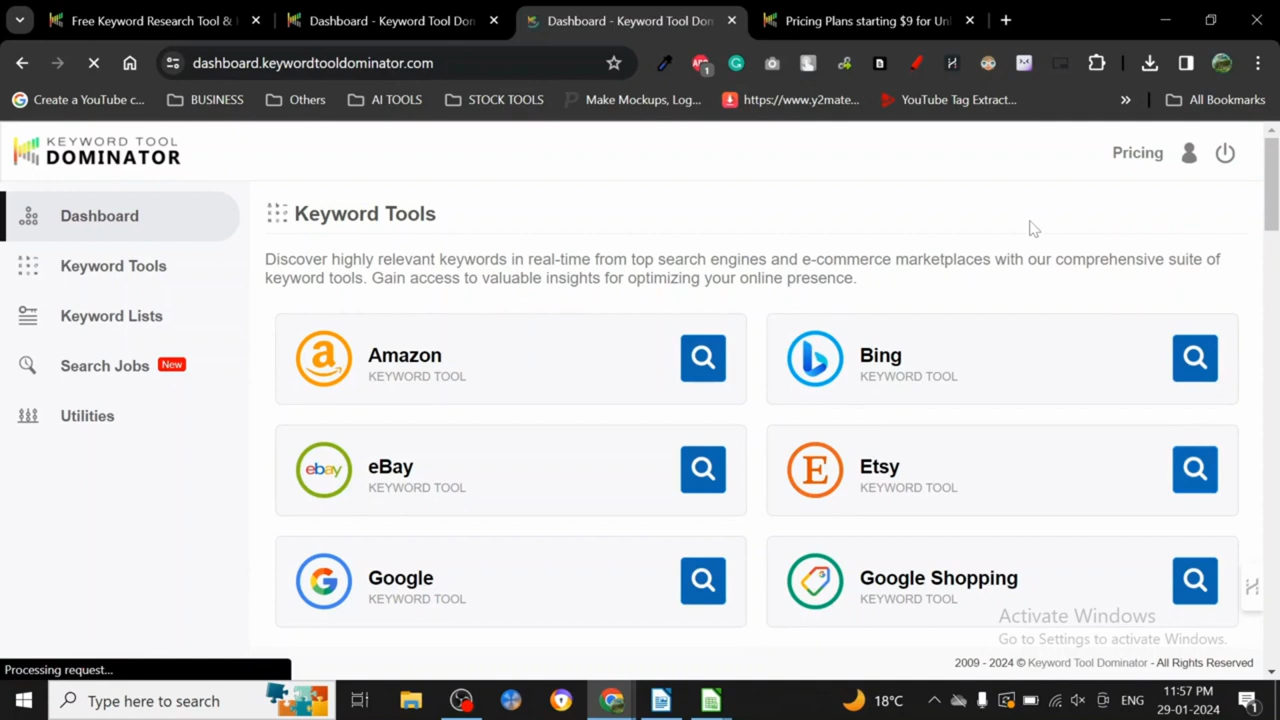 Free Keyword Research Tool &
Dashboard - Keyword Tool Don
Dashboard - Keyword Tool Dom
Pricing Plans starting $9 for Unl
dashboard.keywordtooldominator.com
1
Create a YouTube c...
BUSINESS
Others
AI TOOLS
STOCK TOOLS
Make Mockups, Log...
https://www.y2mate...
YouTube Tag Extract...
All Bookmarks
KEYWORD TOOL
DOMINATOR
Pricing
Dashboard
Keyword Tools
Keyword Lists
Search Jobs New
Utilities
Keyword Tools
Discover highly relevant keywords in real-time from top search engines and e-commerce marketplaces with our comprehensive suite of
keyword tools. Gain access to valuable insights for optimizing your online presence.
Amazon
KEYWORD TOOL
Bing
KEYWORD TOOL
ebay
eBay
KEYWORD TOOL
E
Etsy
KEYWORD TOOL
Google
KEYWORD TOOL
Google Shopping
KEYWORD TOOL
Activate Windows
Go to Settings to activate Windows.
Processing request...
2009 - 2024 © Keyword Tool Dominator - All Rights Reserved
Type here to search
18°C
ENG
11:57 PM
29-01-2024
1